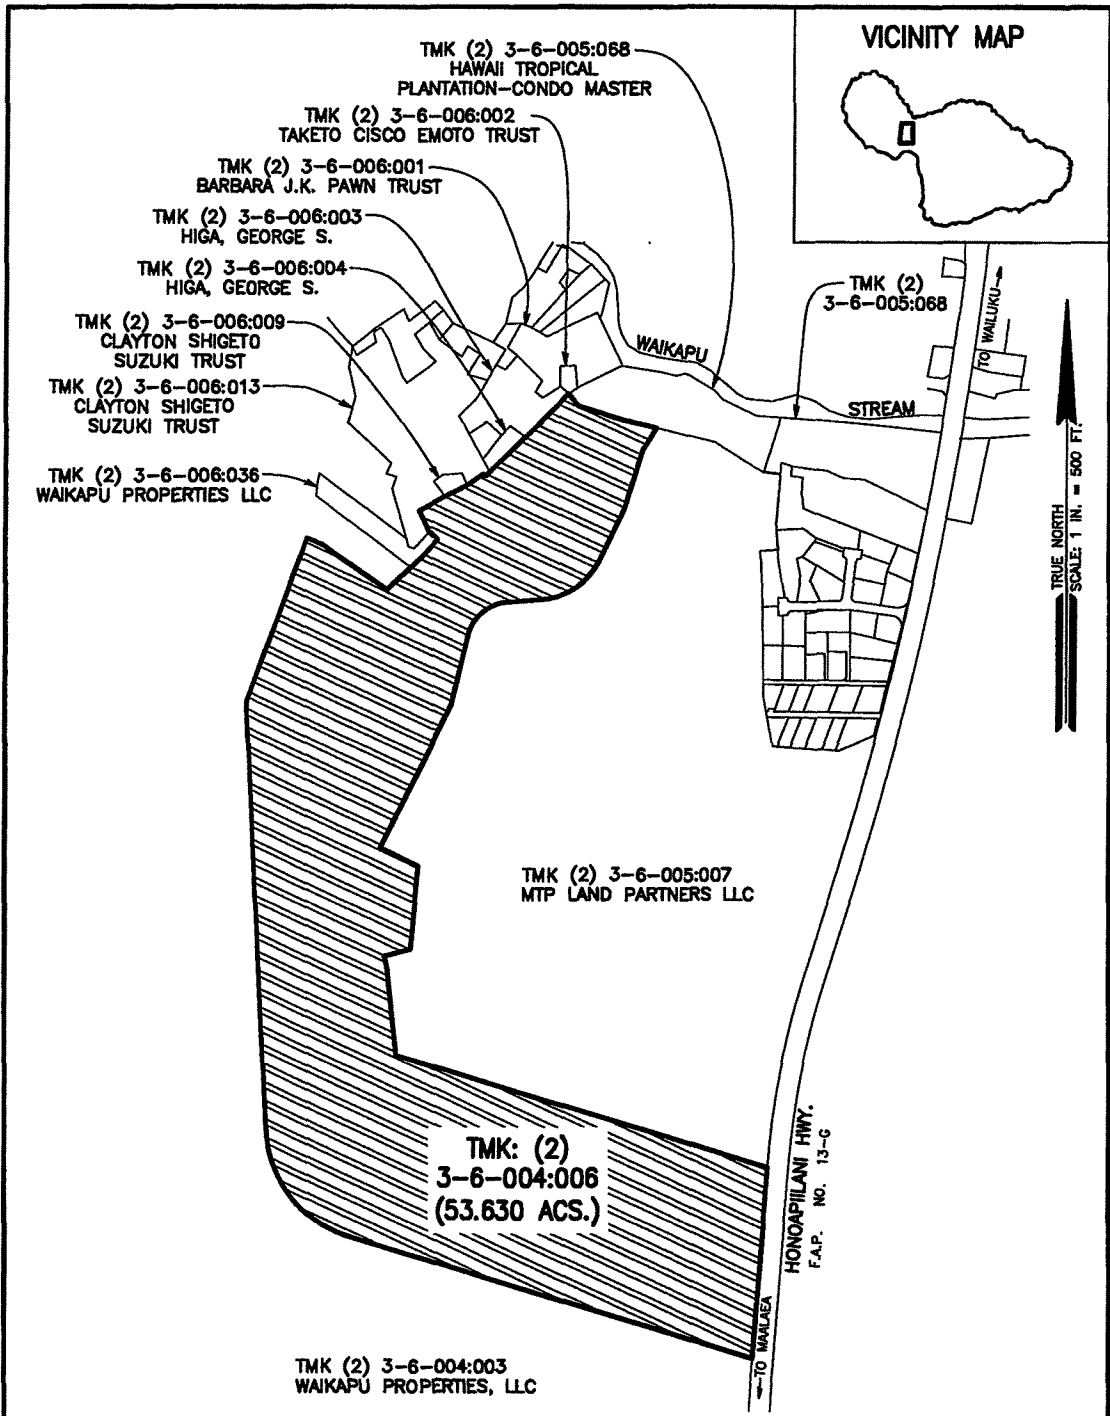 VICINITY MAP
TMK (2) 3-6-005:068
HAWAII TROPICAL
PLANTATION-CONDO MASTER
TMK (2) 3-6-006:002
TAKETO CISCO EMOTO TRUST
TMK (2) 3-6-006:001
BARBARA J.K. PAWN TRUST
TMK (2) 3-6-006:003
HIGA, GEORGE S.
TMK (2) 3-6-006:004
HIGA, GEORGE S.
TMK (2) 3-6-006:009
CLAYTON SHIGETO
SUZUKI TRUST
TMK (2) 3-6-006:013
CLAYTON SHIGETO
SUZUKI TRUST
TMK (2) 3-6-006:036
WAIKAPU PROPERTIES LLC
TMK (2)
3-6-005:068
TO WAILUKU
WAIKAPU
STREAM
TRUE NORTH
SCALE: 1 IN. = 500 FT.
TMK (2) 3-6-005:007
MTP LAND PARTNERS LLC
TMK: (2)
3-6-004:006
(53.630 ACS.)
HONOAPIILANI HWY.
F.A.P. NO. 13-G
TO MAALAEA
TMK (2) 3-6-004:003
WAIKAPU PROPERTIES, LLC